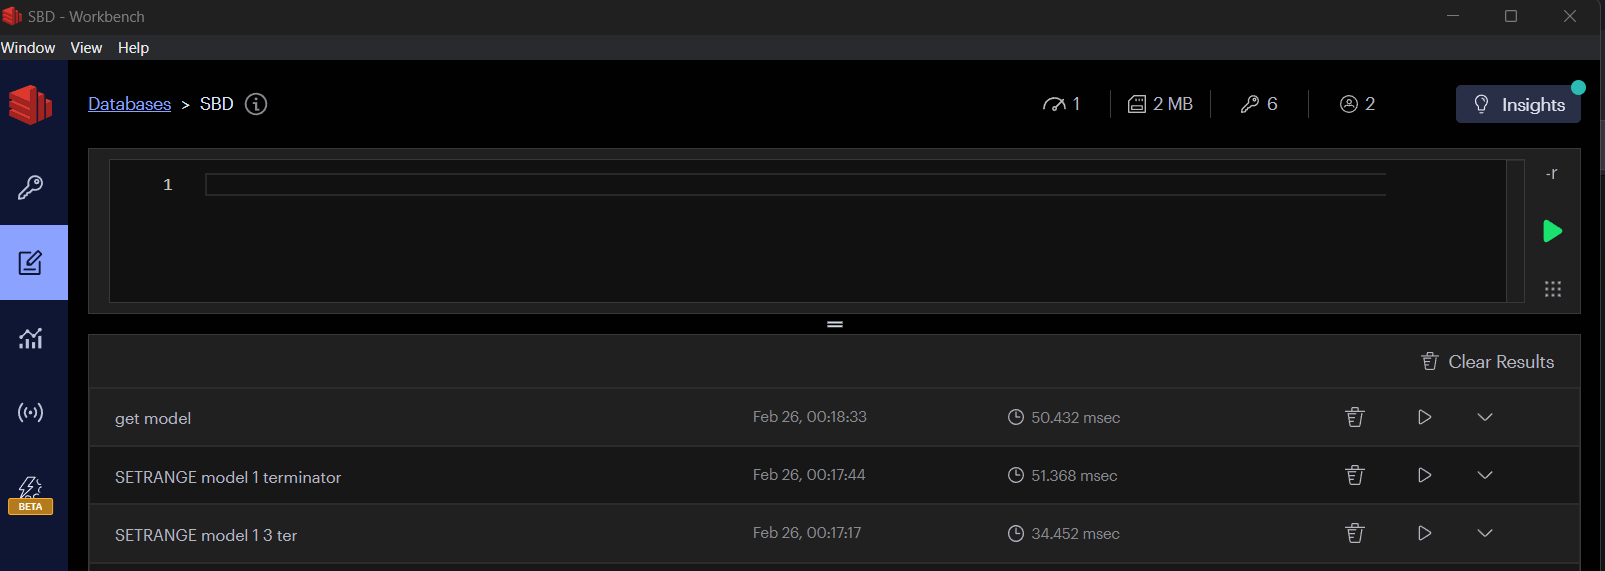 SBD - Workbench
Window View Help
Databases > SBD 1 2 MB 6 2 Insights
1
-r
Clear Results
get model Feb 26, 00:18:33 50.432 msec
SETRANGE model 1 terminator Feb 26, 00:17:44 51.368 msec
BETA
SETRANGE model 1 3 ter Feb 26, 00:17:17 34.452 msec